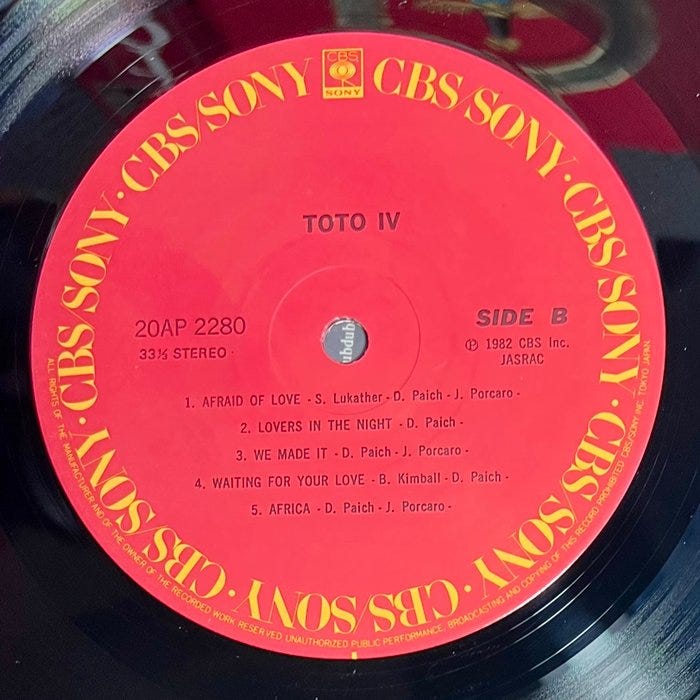 CBS/SONY · CBS/SONY · CBS/SONY · CBS/SONY · CBS/SONY · CBS/SONY · CBS/SONY · CBS/SONY
CBS
SONY
TOTO IV
20AP 2280
33⅓ STEREO ·
SIDE B
Ⓟ 1982 CBS Inc.
JASRAC
ubdub
1. AFRAID OF LOVE - S. Lukather - D. Paich - J. Porcaro -
2. LOVERS IN THE NIGHT - D. Paich -
3. WE MADE IT - D. Paich - J. Porcaro -
4. WAITING FOR YOUR LOVE - B. Kimball - D. Paich -
5. AFRICA - D. Paich - J. Porcaro -
ALL RIGHTS OF THE MANUFACTURER AND OF THE OWNER OF THE RECORDED WORK RESERVED UNAUTHORIZED PUBLIC PERFORMANCE, BROADCASTING AND COPYING OF THIS RECORD PROHIBITED CBS/SONY INC. TOKYO JAPAN.